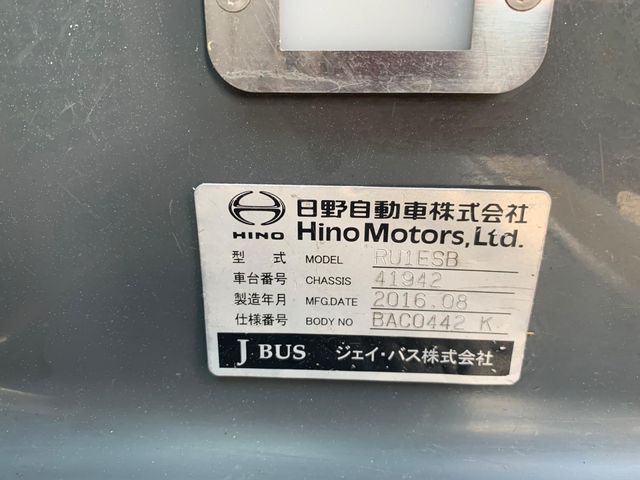 HINO 日野自動車株式会社
Hino Motors, Ltd.
型 式 MODEL RU1ESB
車台番号 CHASSIS 41942
製造年月 MFG.DATE 2016.08
仕様番号 BODY NO BAC0442 K
J BUS ジェイ・バス株式会社